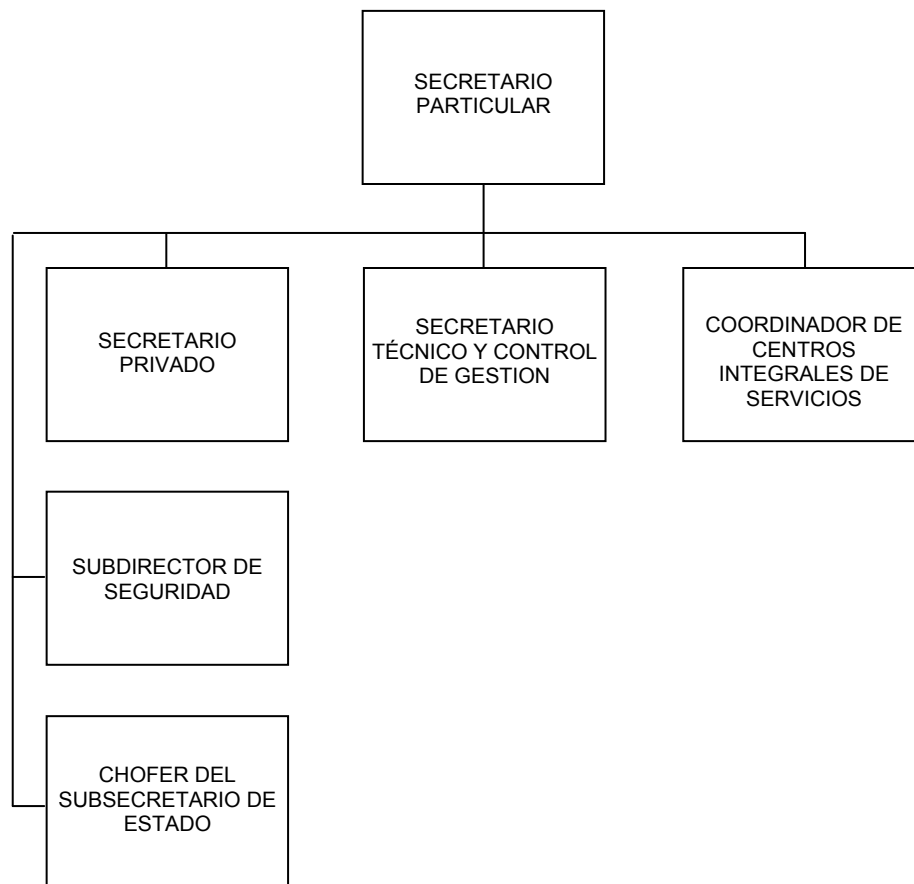 SECRETARIO
PARTICULAR
SECRETARIO
PRIVADO
SECRETARIO
TÉCNICO Y CONTROL
DE GESTION
COORDINADOR DE
CENTROS
INTEGRALES DE
SERVICIOS
SUBDIRECTOR DE
SEGURIDAD
CHOFER DEL
SUBSECRETARIO DE
ESTADO